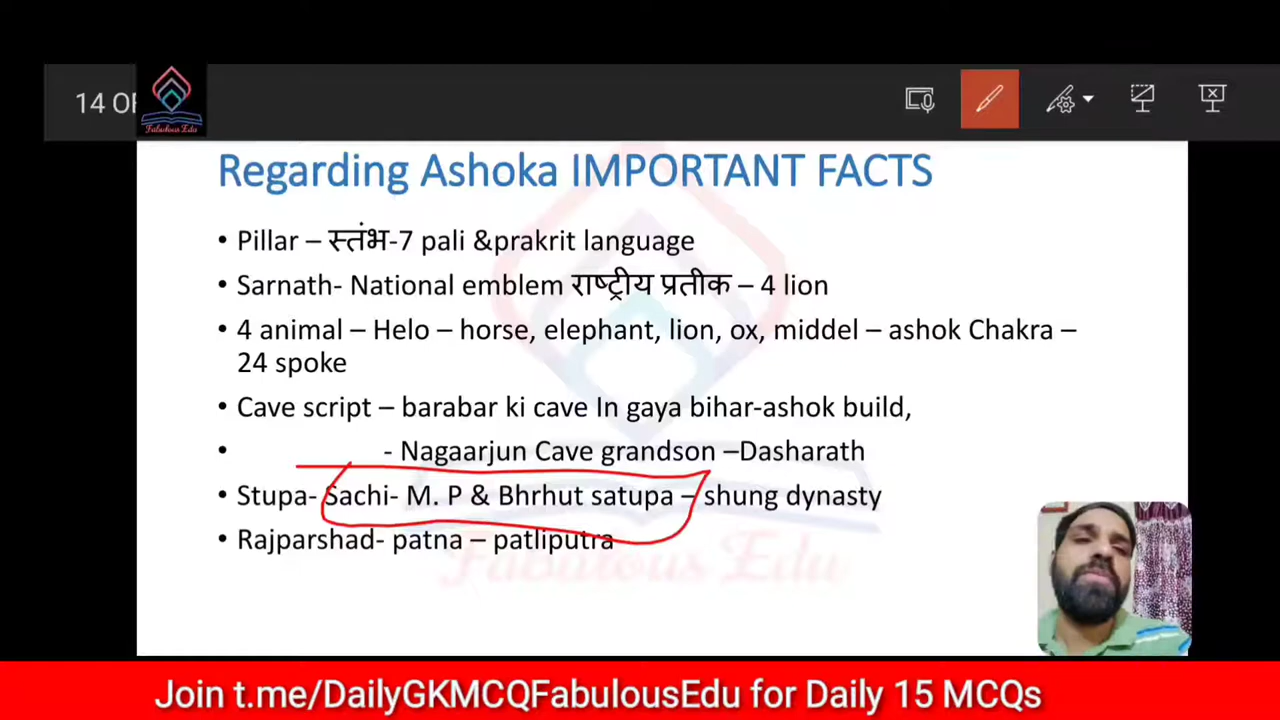 14 OF
Fabulous Edu
Regarding Ashoka IMPORTANT FACTS
• Pillar – स्तंभ-7 pali &prakrit language
• Sarnath- National emblem राष्ट्रीय प्रतीक – 4 lion
• 4 animal – Helo – horse, elephant, lion, ox, middel – ashok Chakra –
24 spoke
• Cave script – barabar ki cave In gaya bihar-ashok build,
• - Nagaarjun Cave grandson –Dasharath
• Stupa- Sachi- M. P & Bhrhut satupa – shung dynasty
• Rajparshad- patna – patliputra
Fabulous Edu
Join t.me/DailyGKMCQFabulousEdu for Daily 15 MCQs